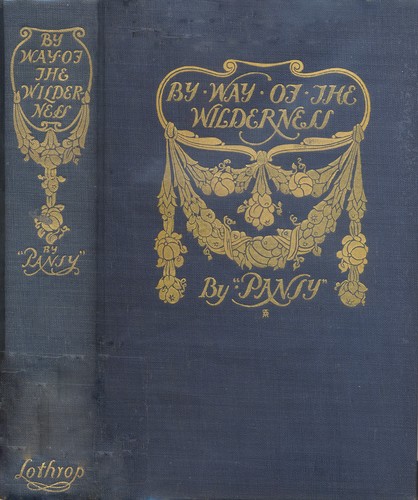 BY
WAY · OF
THE
WILDER
NESS
BY
"PANSY"
Lothrop
BY · WAY · OF · THE
WILDERNESS
By "PANSY"